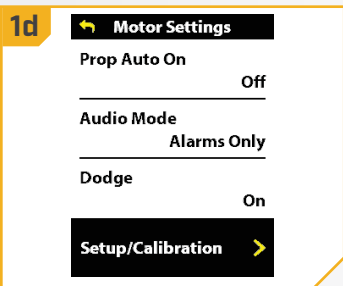 1d
Motor Settings
Prop Auto On
Off
Audio Mode
Alarms Only
Dodge
On
Setup/Calibration >